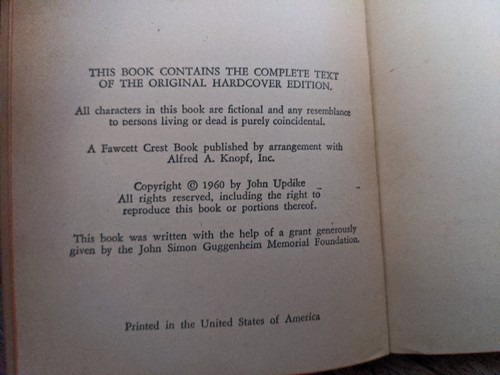 THIS BOOK CONTAINS THE COMPLETE TEXT
OF THE ORIGINAL HARDCOVER EDITION.
All characters in this book are fictional and any resemblance
to persons living or dead is purely coincidental.
A Fawcett Crest Book published by arrangement with
Alfred A. Knopf, Inc.
Copyright © 1960 by John Updike
All rights reserved, including the right to
reproduce this book or portions thereof.
This book was written with the help of a grant generously
given by the John Simon Guggenheim Memorial Foundation.
Printed in the United States of America